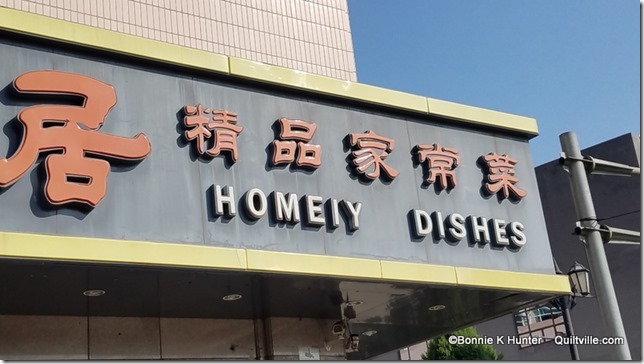 居
精品家常菜
HOMEIY DISHES
©Bonnie K Hunter - Quiltville.com